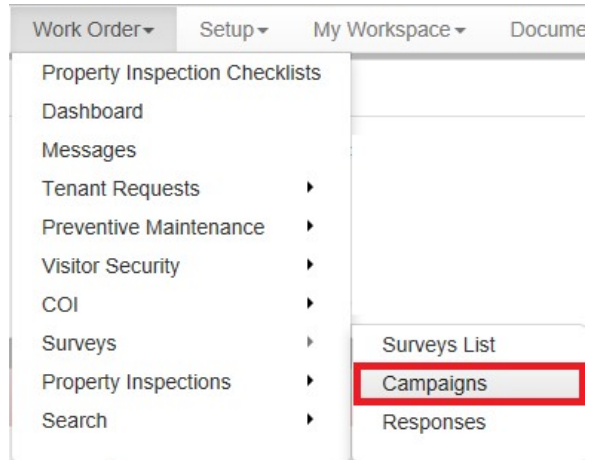 Work Order Setup My Workspace Docume
Property Inspection Checklists
Dashboard
Messages
Tenant Requests
Preventive Maintenance
Visitor Security
COI
Surveys Surveys List
Property Inspections Campaigns
Search Responses